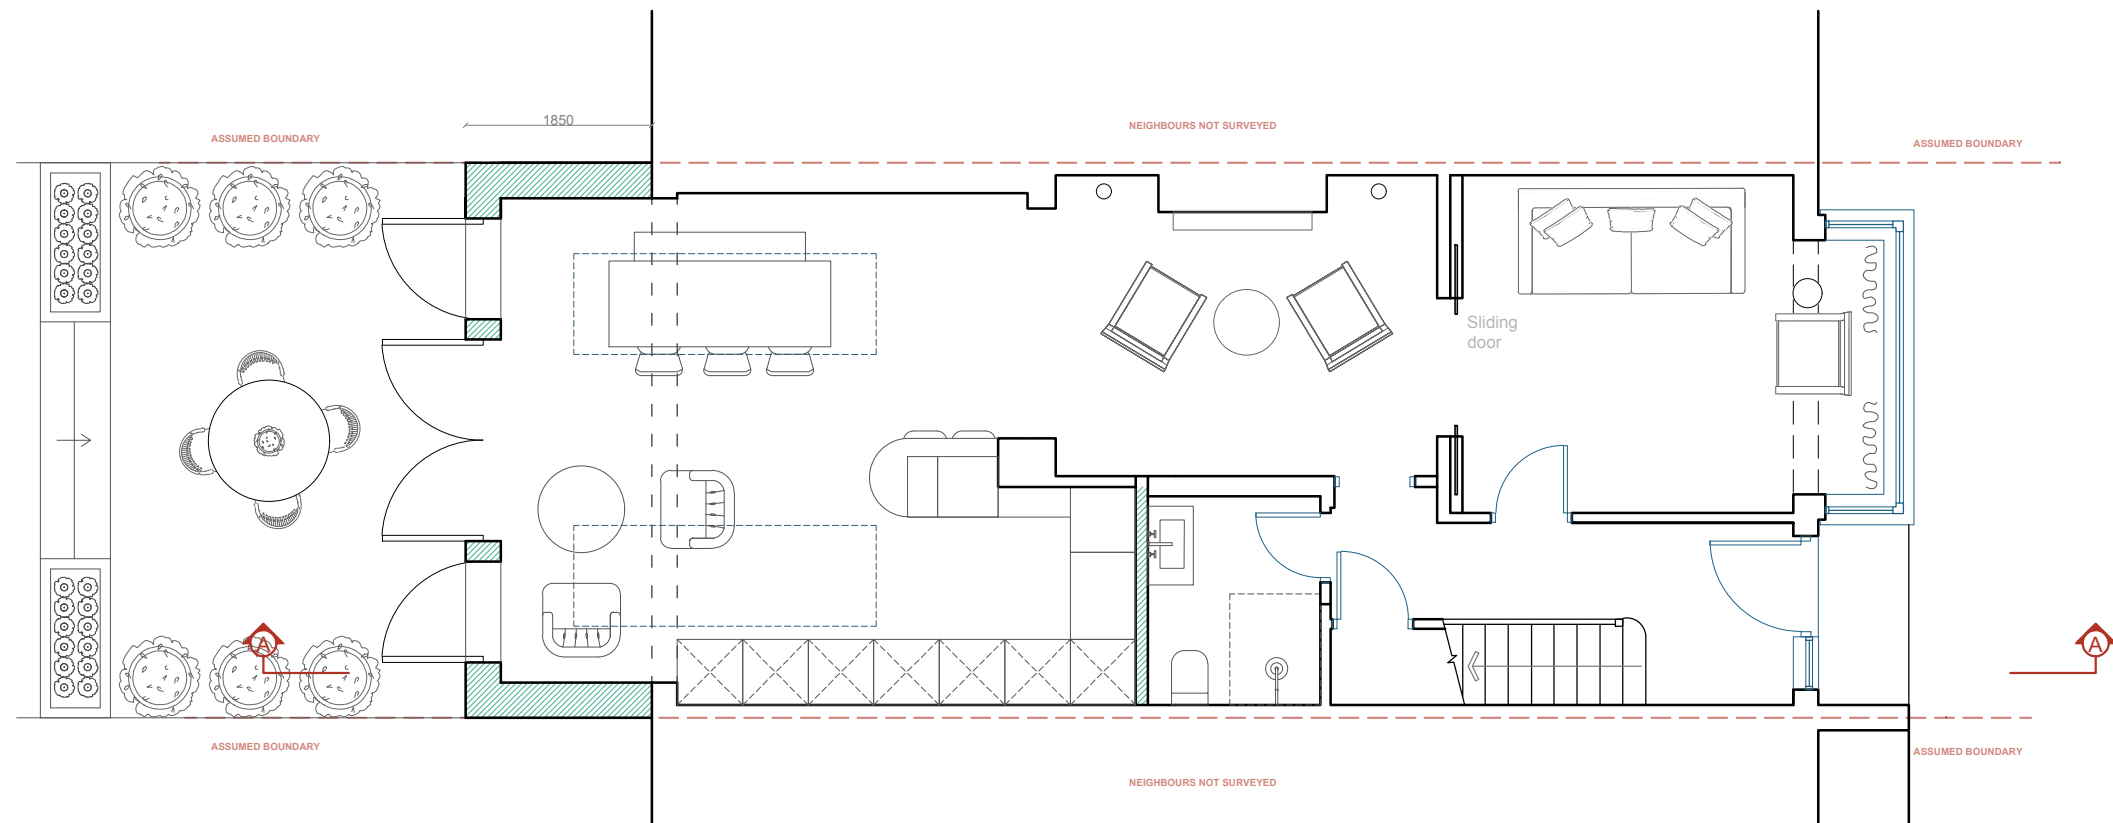 1850
ASSUMED BOUNDARY
NEIGHBOURS NOT SURVEYED
ASSUMED BOUNDARY
Sliding
door
A
A
ASSUMED BOUNDARY
ASSUMED BOUNDARY
NEIGHBOURS NOT SURVEYED